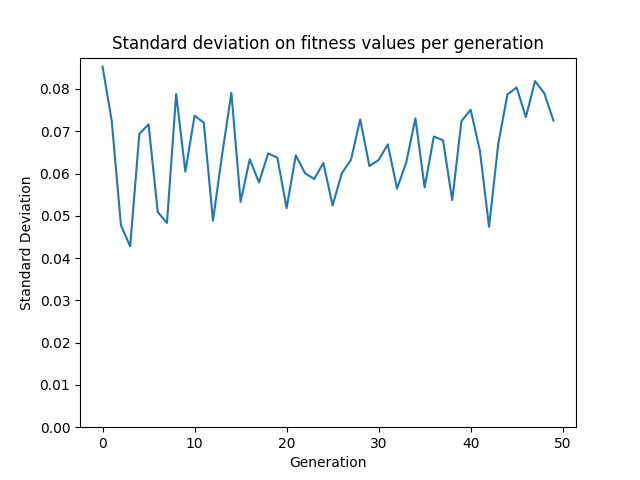 Standard deviation on fitness values per generation
Standard Deviation
0.08
0.07
0.06
0.05
0.04
0.03
0.02
0.01
0.00
0 10 20 30 40 50
Generation